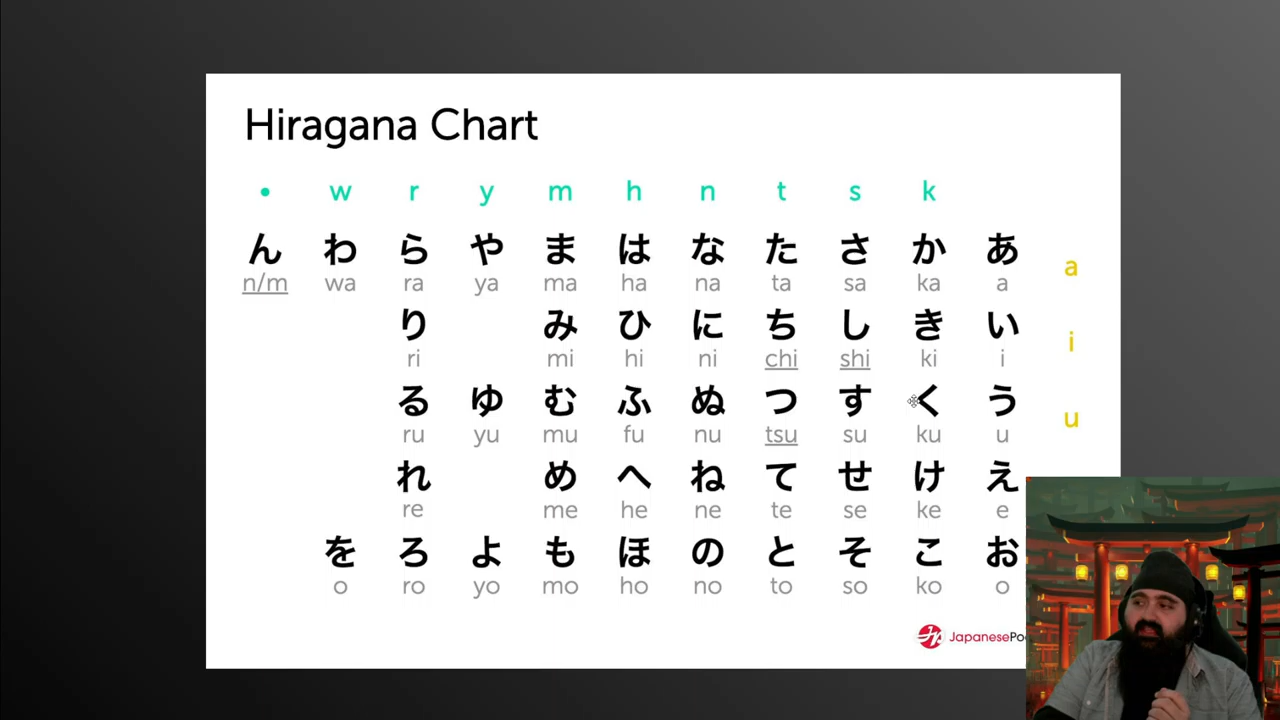 Hiragana Chart
• w r y m h n t s k
ん わ ら や ま は な た さ か あ
n/m wa ra ya ma ha na ta sa ka a
a
り み ひ に ち し き い
ri mi hi ni chi shi ki i
i
る ゆ む ふ ぬ つ す く う
ru yu mu fu nu tsu su ku u
u
れ め へ ね て せ け え
re me he ne te se ke e
を ろ よ も ほ の と そ こ お
o ro yo mo ho no to so ko o